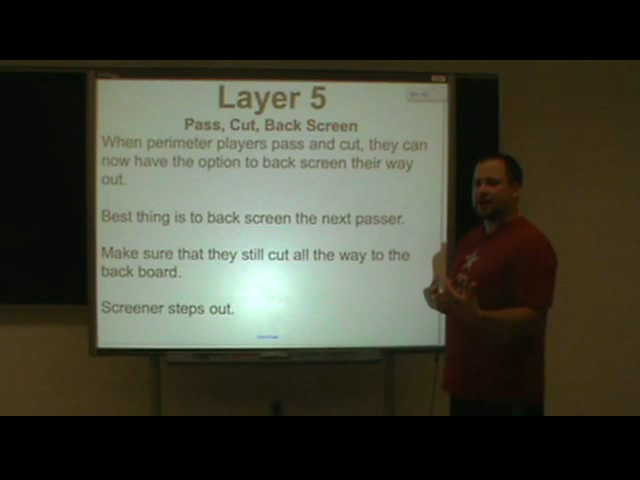 Layer 5
Pass, Cut, Back Screen
When perimeter players pass and cut, they can
now have the option to back screen their way
out.
Best thing is to back screen the next passer.
Make sure that they still cut all the way to the
back board.
Screener steps out.